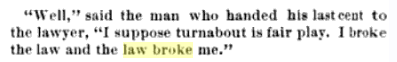 “Well,” said the man who handed his last cent to
the lawyer, “I suppose turnabout is fair play. I broke
the law and the law broke me.”